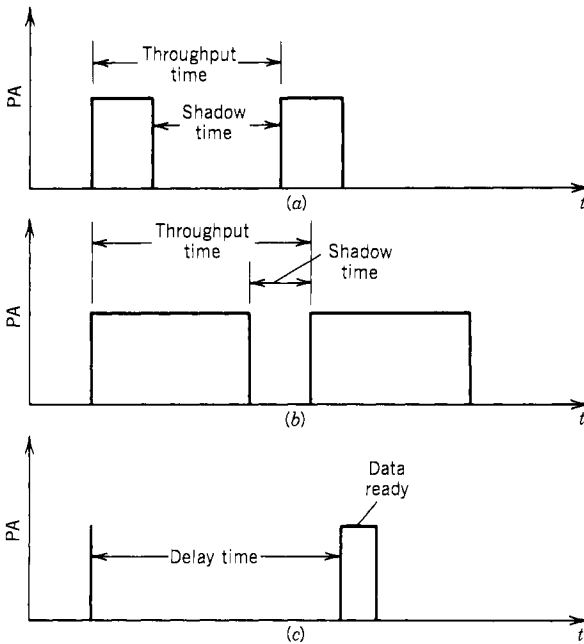 PA
Throughput
time
Shadow
time
(a)
t
PA
Throughput
time
Shadow
time
(b)
t
PA
Data
ready
Delay time
(c)
t